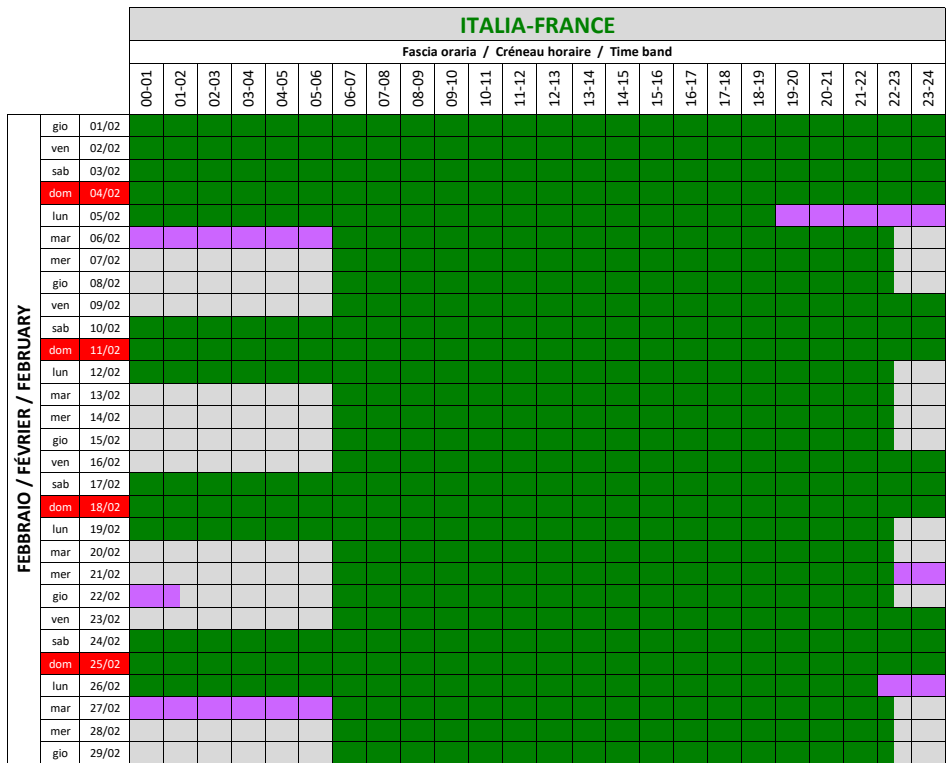 ITALIA-FRANCE
Fascia oraria / Créneau horaire / Time band
00-01 01-02 02-03 03-04 04-05 05-06 06-07 07-08 08-09 09-10 10-11 11-12 12-13 13-14 14-15 15-16 16-17 17-18 18-19 19-20 20-21 21-22 22-23 23-24
FEBBRAIO / FÉVRIER / FEBRUARY
gio 01/02
ven 02/02
sab 03/02
dom 04/02
lun 05/02
mar 06/02
mer 07/02
gio 08/02
ven 09/02
sab 10/02
dom 11/02
lun 12/02
mar 13/02
mer 14/02
gio 15/02
ven 16/02
sab 17/02
dom 18/02
lun 19/02
mar 20/02
mer 21/02
gio 22/02
ven 23/02
sab 24/02
dom 25/02
lun 26/02
mar 27/02
mer 28/02
gio 29/02